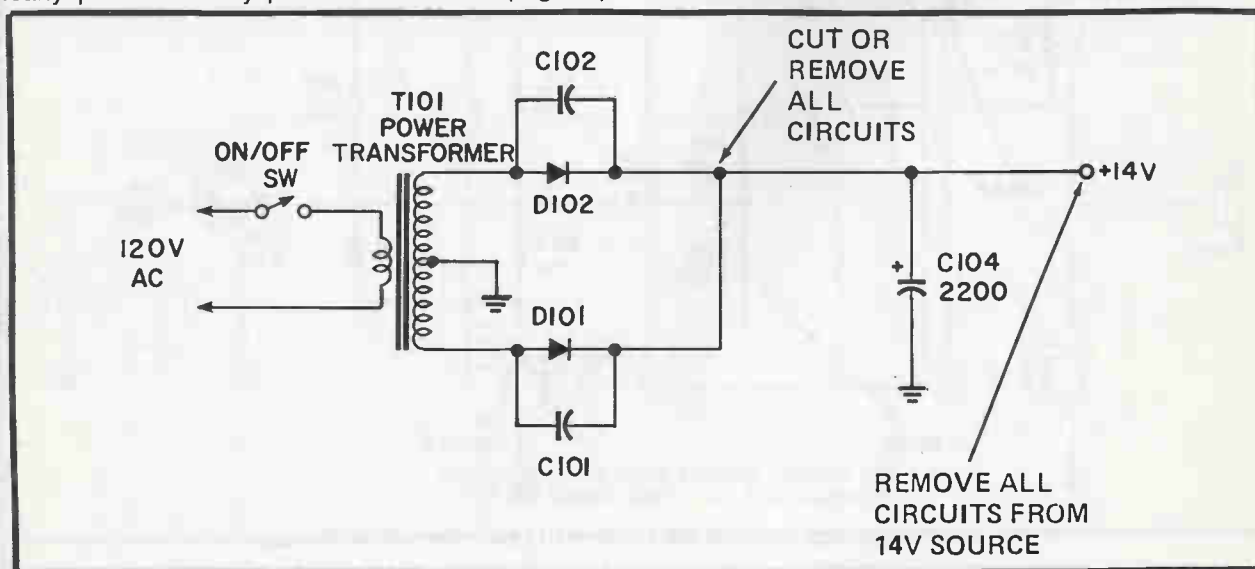 C102
CUT OR
REMOVE
ALL
CIRCUITS
T101
POWER
TRANSFORMER
ON/OFF
SW
D102
+14V
120V
AC
+
C104
2200
D101
C101
REMOVE ALL
CIRCUITS FROM
14V SOURCE